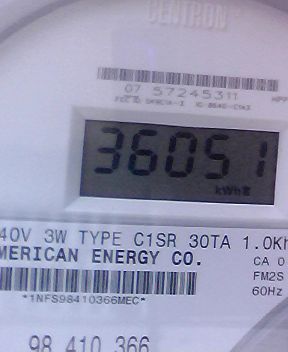 CENTRON
07 57245311
36051
kWh
40V 3W TYPE C1SR 30TA 1.0Kh
MERICAN ENERGY CO.
CA 0
FM2S
*1NFS98410366MEC*
60Hz
98 410 366